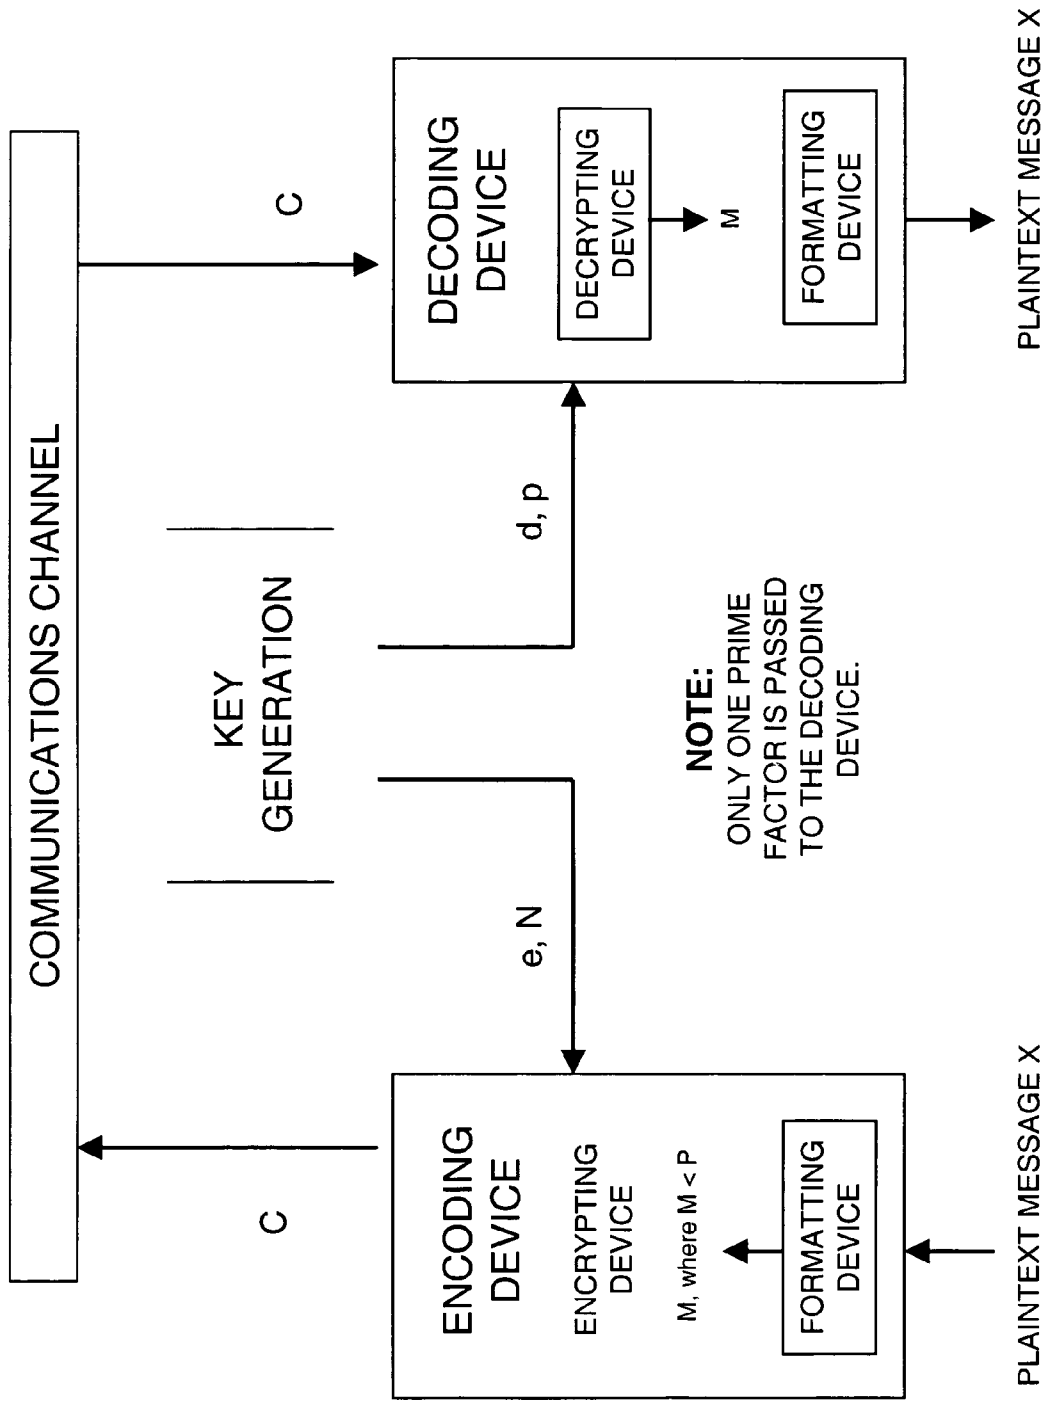 COMMUNICATIONS CHANNEL
C
C
KEY
GENERATION
e, N
d, p
ENCODING
DEVICE
ENCRYPTING
DEVICE
M, where M < P
FORMATTING
DEVICE
PLAINTEXT MESSAGE X
NOTE:
ONLY ONE PRIME
FACTOR IS PASSED
TO THE DECODING
DEVICE.
DECODING
DEVICE
DECRYPTING
DEVICE
M
FORMATTING
DEVICE
PLAINTEXT MESSAGE X